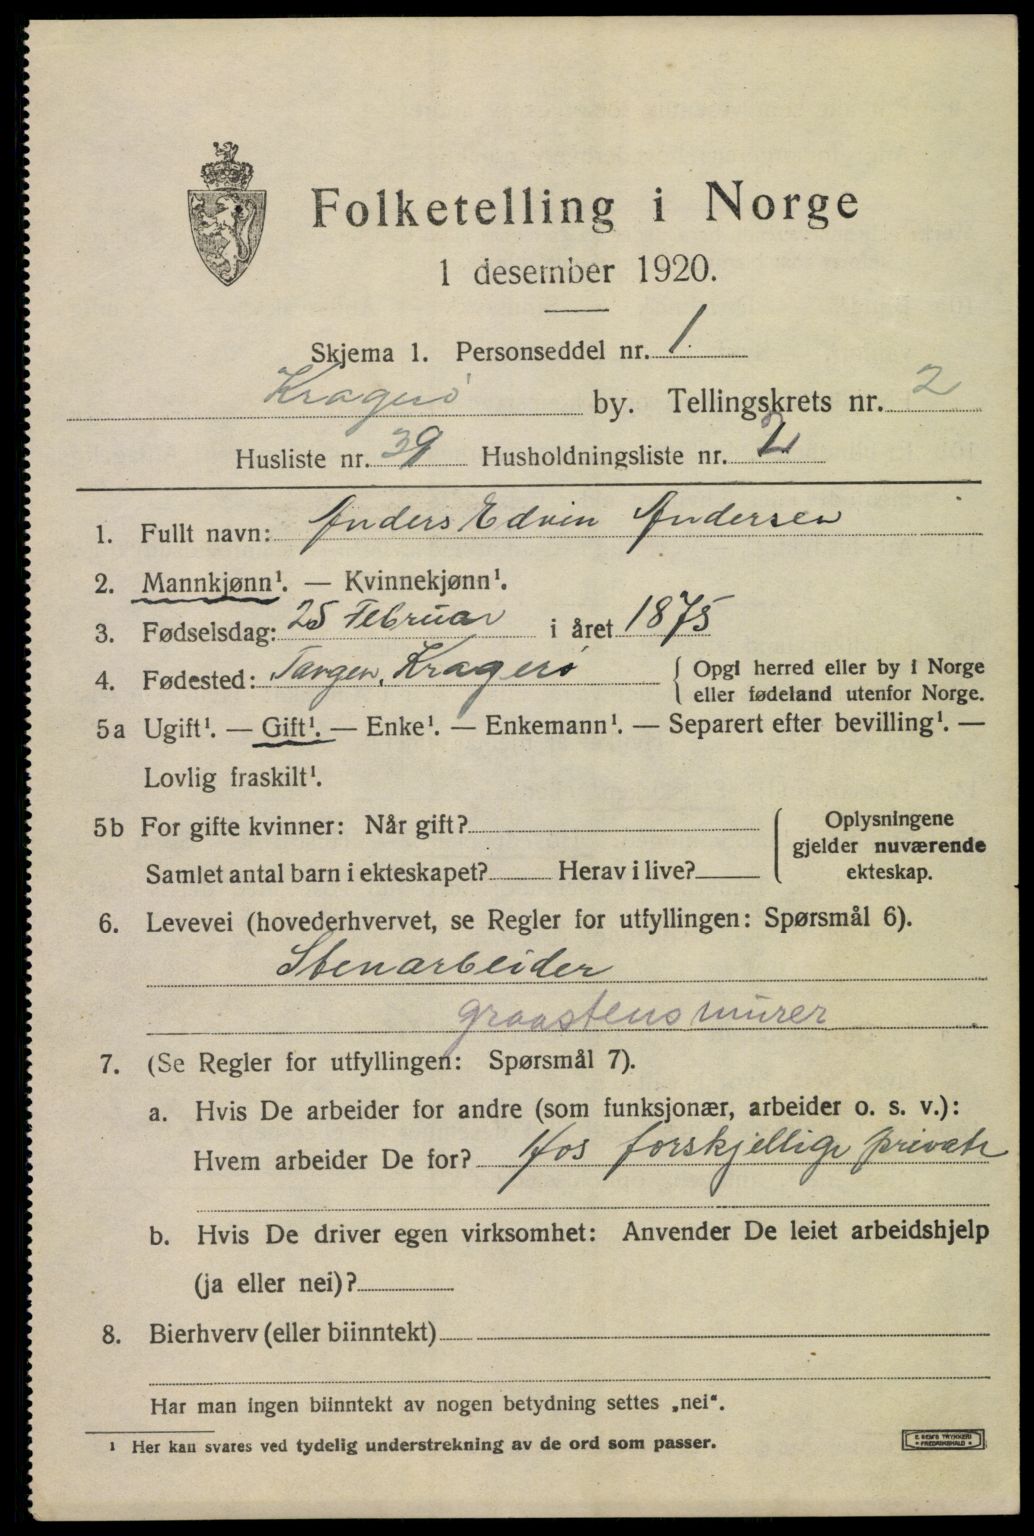 Folketelling i Norge
1 desember 1920.
Skjema 1. Personseddel nr. 1
Kragerø by. Tellingskrets nr. 2
Husliste nr. 39 Husholdningsliste nr. 2
1. Fullt navn: Anders Edvin Andersen
2. Mannkjønn¹. — Kvinnekjønn¹.
3. Fødselsdag: 25 Februar i året 1875
4. Fødested: Tangen, Kragerø { Opgi herred eller by i Norge
eller fødeland utenfor Norge.
5a Ugift¹. — Gift¹. — Enke¹. — Enkemann¹. — Separert efter bevilling¹. —
Lovlig fraskilt¹.
5b For gifte kvinner: Når gift?
Samlet antal barn i ekteskapet? Herav i live?
{ Oplysningene
gjelder nuværende
ekteskap.
6. Levevei (hovederhvervet, se Regler for utfyllingen: Spørsmål 6).
Stenarbeider
graastensmurer
7. (Se Regler for utfyllingen: Spørsmål 7).
a. Hvis De arbeider for andre (som funksjonær, arbeider o. s. v.):
Hvem arbeider De for? Hos forskjellige private
b. Hvis De driver egen virksomhet: Anvender De leiet arbeidshjelp
(ja eller nei)?
8. Bierhverv (eller biinntekt)
Har man ingen biinntekt av nogen betydning settes „nei“.
¹ Her kan svares ved tydelig understrekning av de ord som passer.
E. SEM'S TRYKKERI
• FREDRIKSHALD •